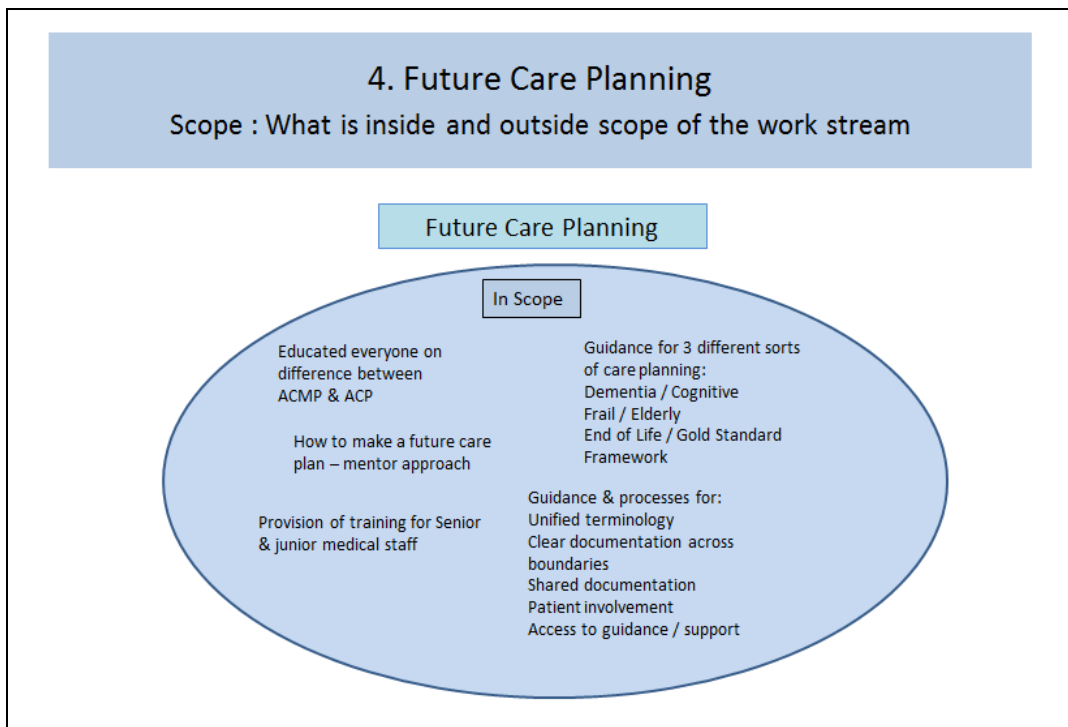 4. Future Care Planning
Scope : What is inside and outside scope of the work stream
Future Care Planning
In Scope
Educated everyone on
difference between
ACMP & ACP
How to make a future care
plan – mentor approach
Provision of training for Senior
& junior medical staff
Guidance for 3 different sorts
of care planning:
Dementia / Cognitive
Frail / Elderly
End of Life / Gold Standard
Framework
Guidance & processes for:
Unified terminology
Clear documentation across
boundaries
Shared documentation
Patient involvement
Access to guidance / support